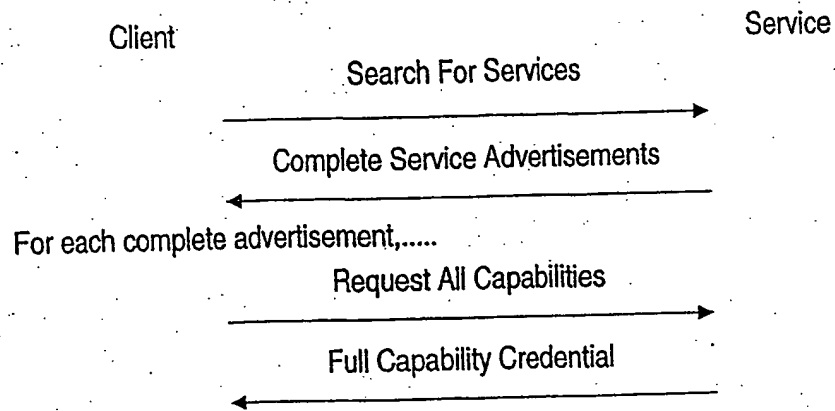 Client
Service
Search For Services
Complete Service Advertisements
For each complete advertisement,.....
Request All Capabilities
Full Capability Credential